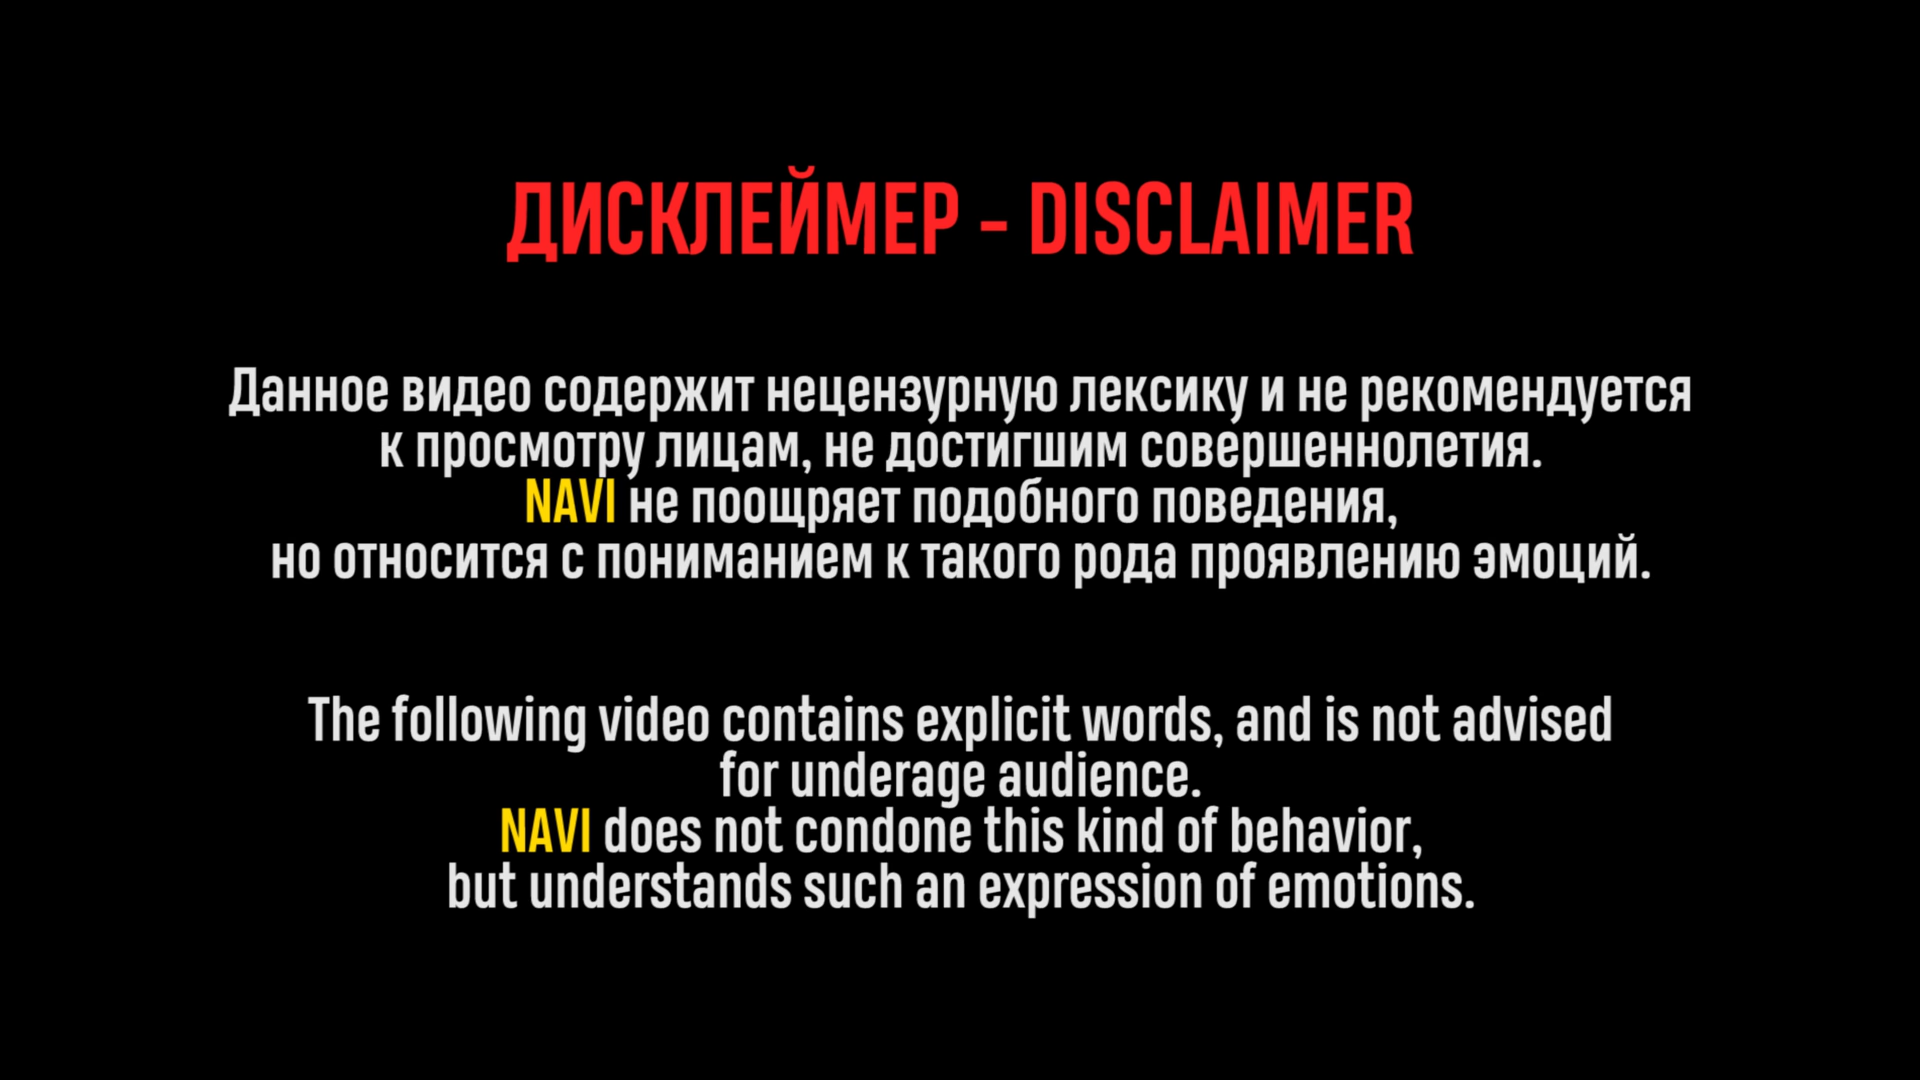 ДИСКЛЕЙМЕР - DISCLAIMER
Данное видео содержит нецензурную лексику и не рекомендуется
к просмотру лицам, не достигшим совершеннолетия.
NAVI не поощряет подобного поведения,
но относится с пониманием к такого рода проявлению эмоций.
The following video contains explicit words, and is not advised
for underage audience.
NAVI does not condone this kind of behavior,
but understands such an expression of emotions.